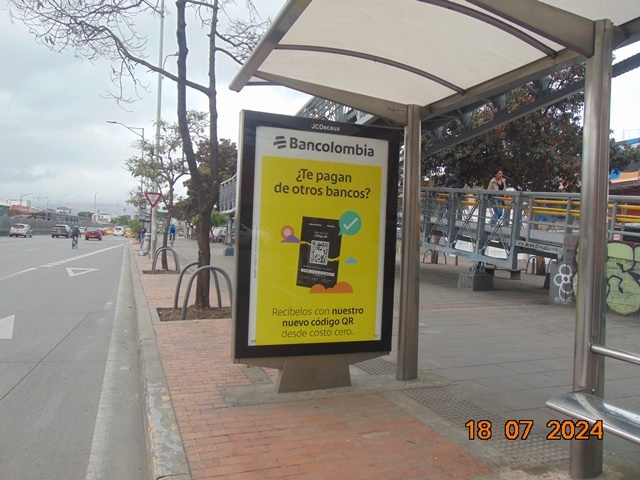 JCDecaux
Bancolombia
¿Te pagan
de otros bancos?
Recíbelos con nuestro
nuevo código QR
desde costo cero.
18 07 2024